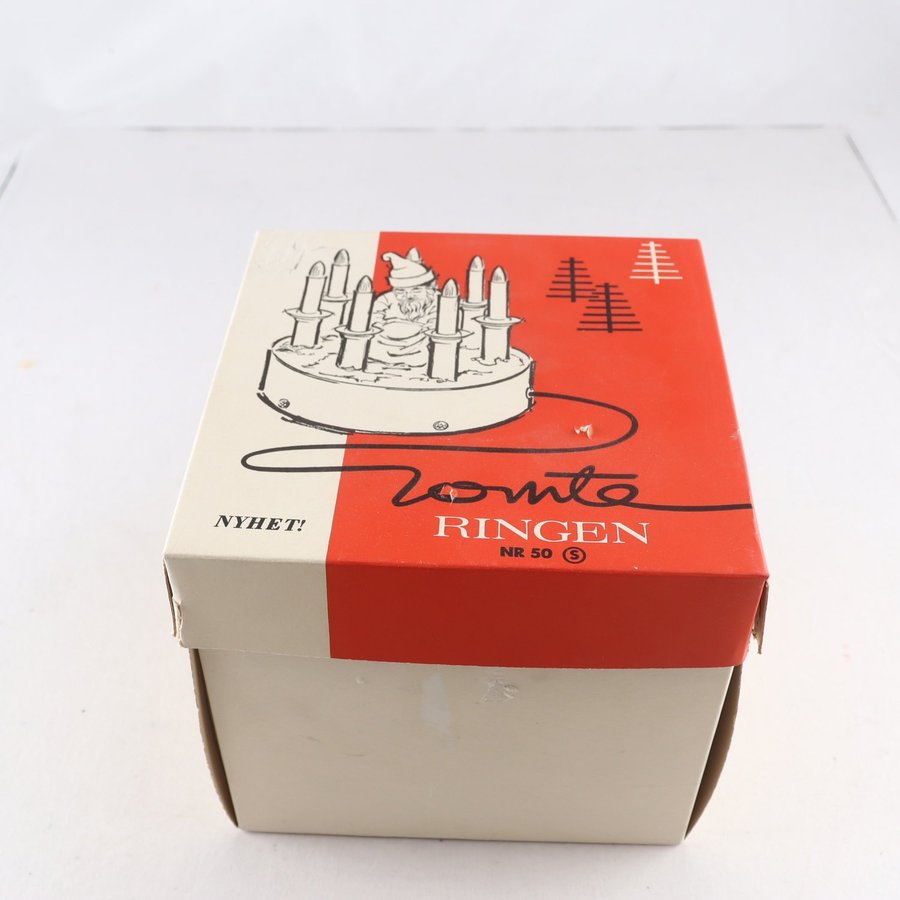 NYHET!
Tomte
RINGEN
NR 50 Ⓢ